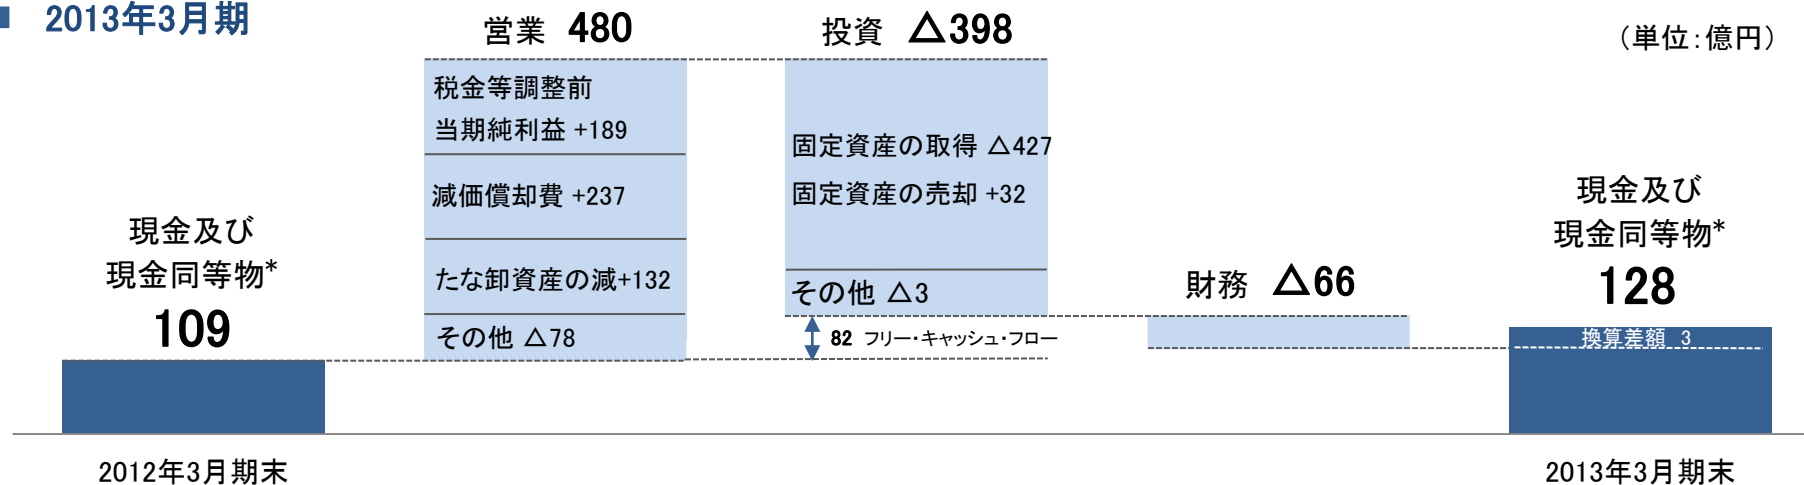 2013年3月期
(単位:億円)
営業 480
税金等調整前
当期純利益 +189
減価償却費 +237
たな卸資産の減+132
その他 △78
投資 △398
固定資産の取得 △427
固定資産の売却 +32
その他 △3
82 フリー・キャッシュ・フロー
財務 △66
現金及び
現金同等物*
109
2012年3月期末
現金及び
現金同等物*
128
換算差額 3
2013年3月期末